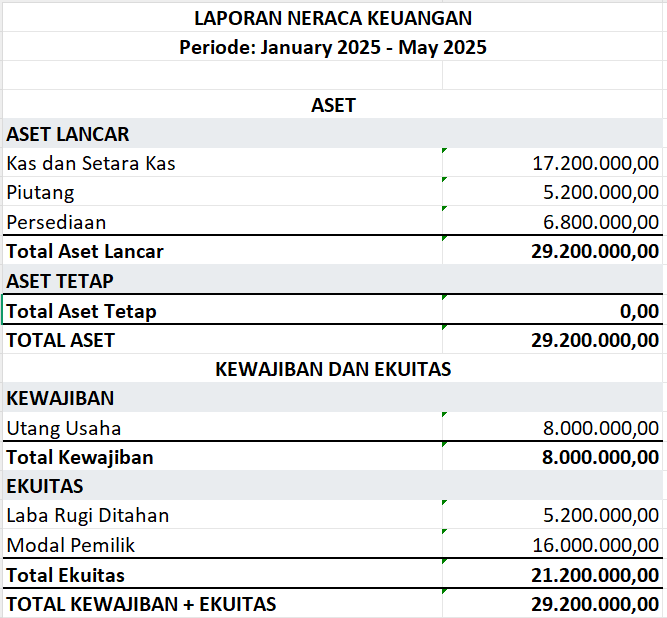 LAPORAN NERACA KEUANGAN
Periode: January 2025 - May 2025
ASET
ASET LANCAR
Kas dan Setara Kas 17.200.000,00
Piutang 5.200.000,00
Persediaan 6.800.000,00
Total Aset Lancar 29.200.000,00
ASET TETAP
Total Aset Tetap 0,00
TOTAL ASET 29.200.000,00
KEWAJIBAN DAN EKUITAS
KEWAJIBAN
Utang Usaha 8.000.000,00
Total Kewajiban 8.000.000,00
EKUITAS
Laba Rugi Ditahan 5.200.000,00
Modal Pemilik 16.000.000,00
Total Ekuitas 21.200.000,00
TOTAL KEWAJIBAN + EKUITAS 29.200.000,00